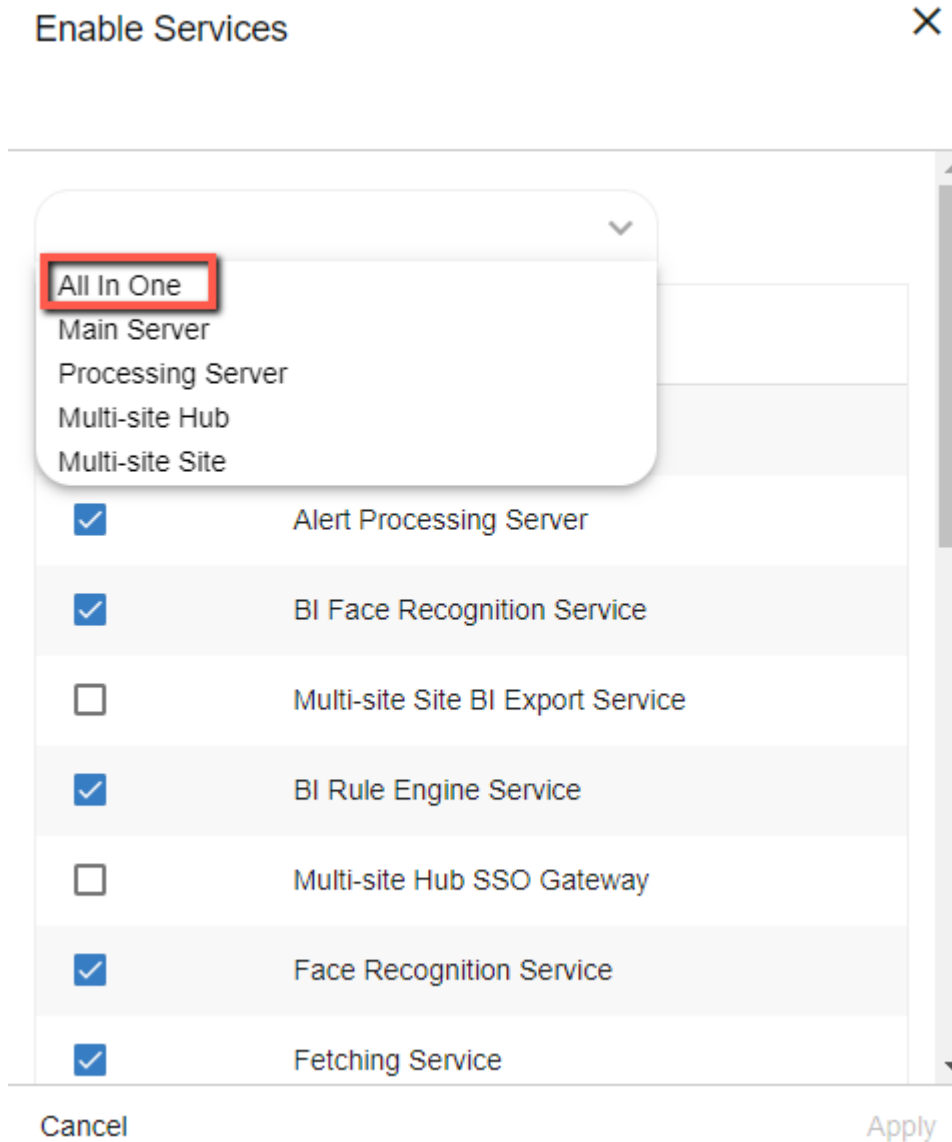 Enable Services
All In One
Main Server
Processing Server
Multi-site Hub
Multi-site Site
Alert Processing Server
BI Face Recognition Service
Multi-site Site BI Export Service
BI Rule Engine Service
Multi-site Hub SSO Gateway
Face Recognition Service
Fetching Service
Cancel
Apply